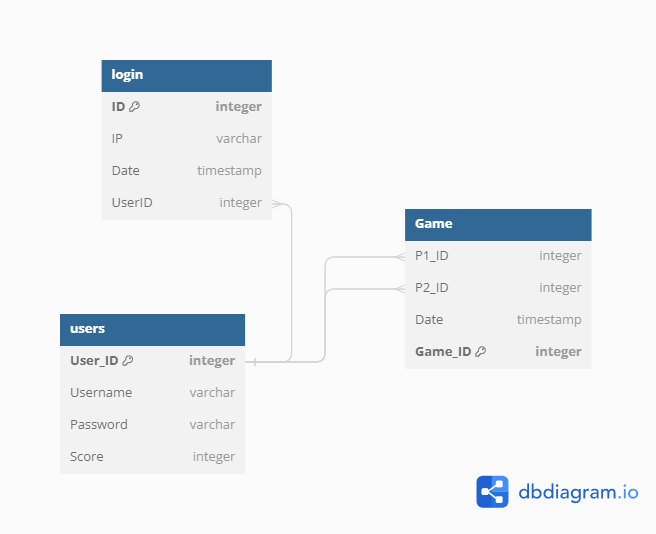 login
ID integer
IP varchar
Date timestamp
UserID integer
Game
P1_ID integer
P2_ID integer
Date timestamp
Game_ID integer
users
User_ID integer
Username varchar
Password varchar
Score integer
dbdiagram.io